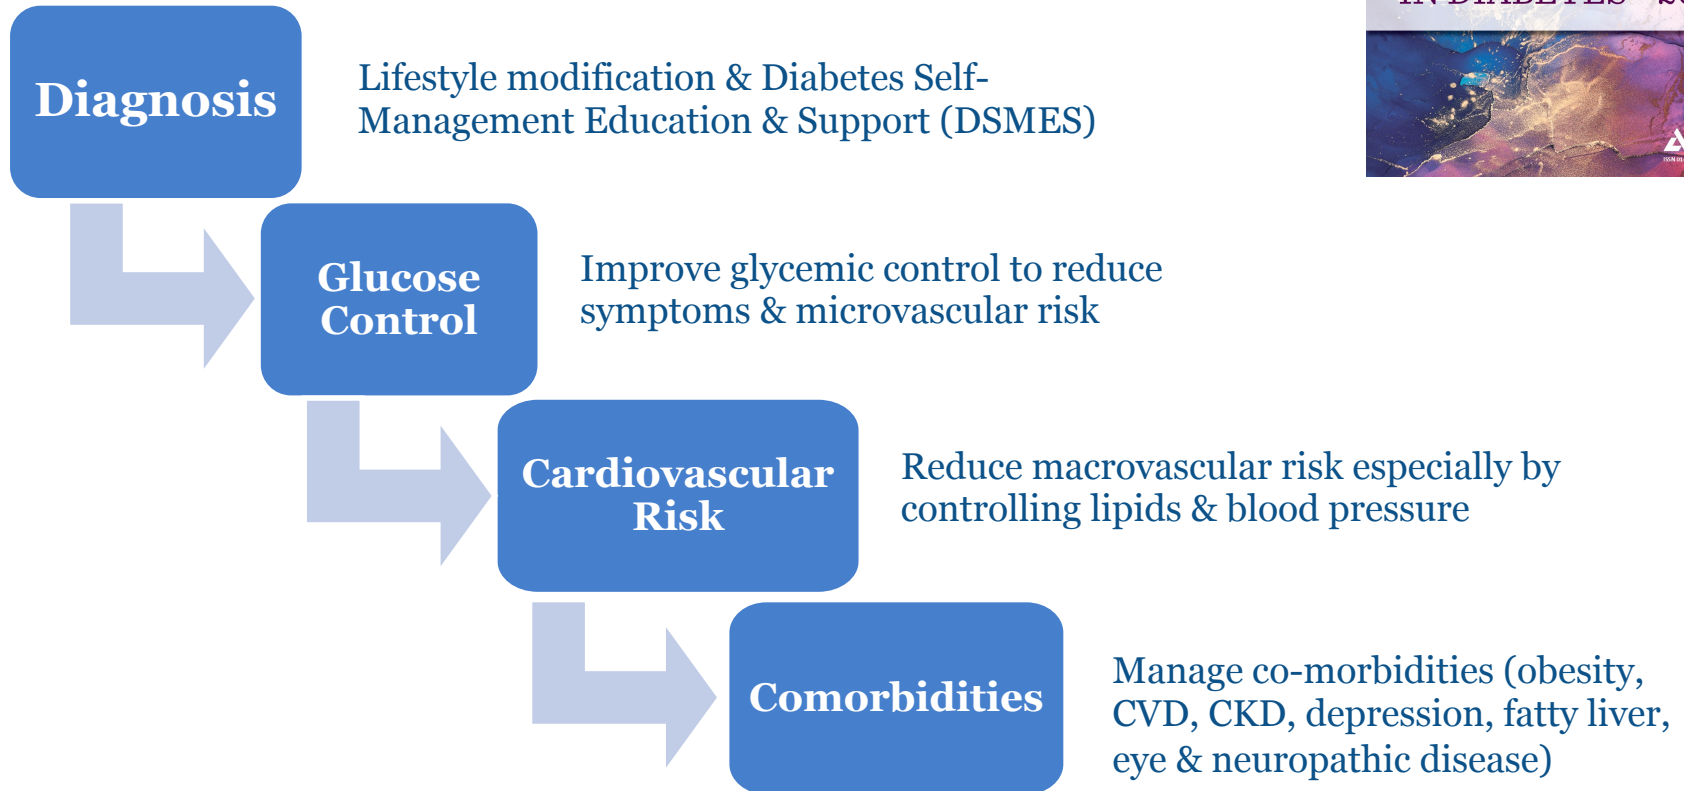 IN DIABETES
Diagnosis
Lifestyle modification & Diabetes Self-
Management Education & Support (DSMES)
Glucose
Control
Improve glycemic control to reduce
symptoms & microvascular risk
Cardiovascular
Risk
Reduce macrovascular risk especially by
controlling lipids & blood pressure
Comorbidities
Manage co-morbidities (obesity,
CVD, CKD, depression, fatty liver,
eye & neuropathic disease)